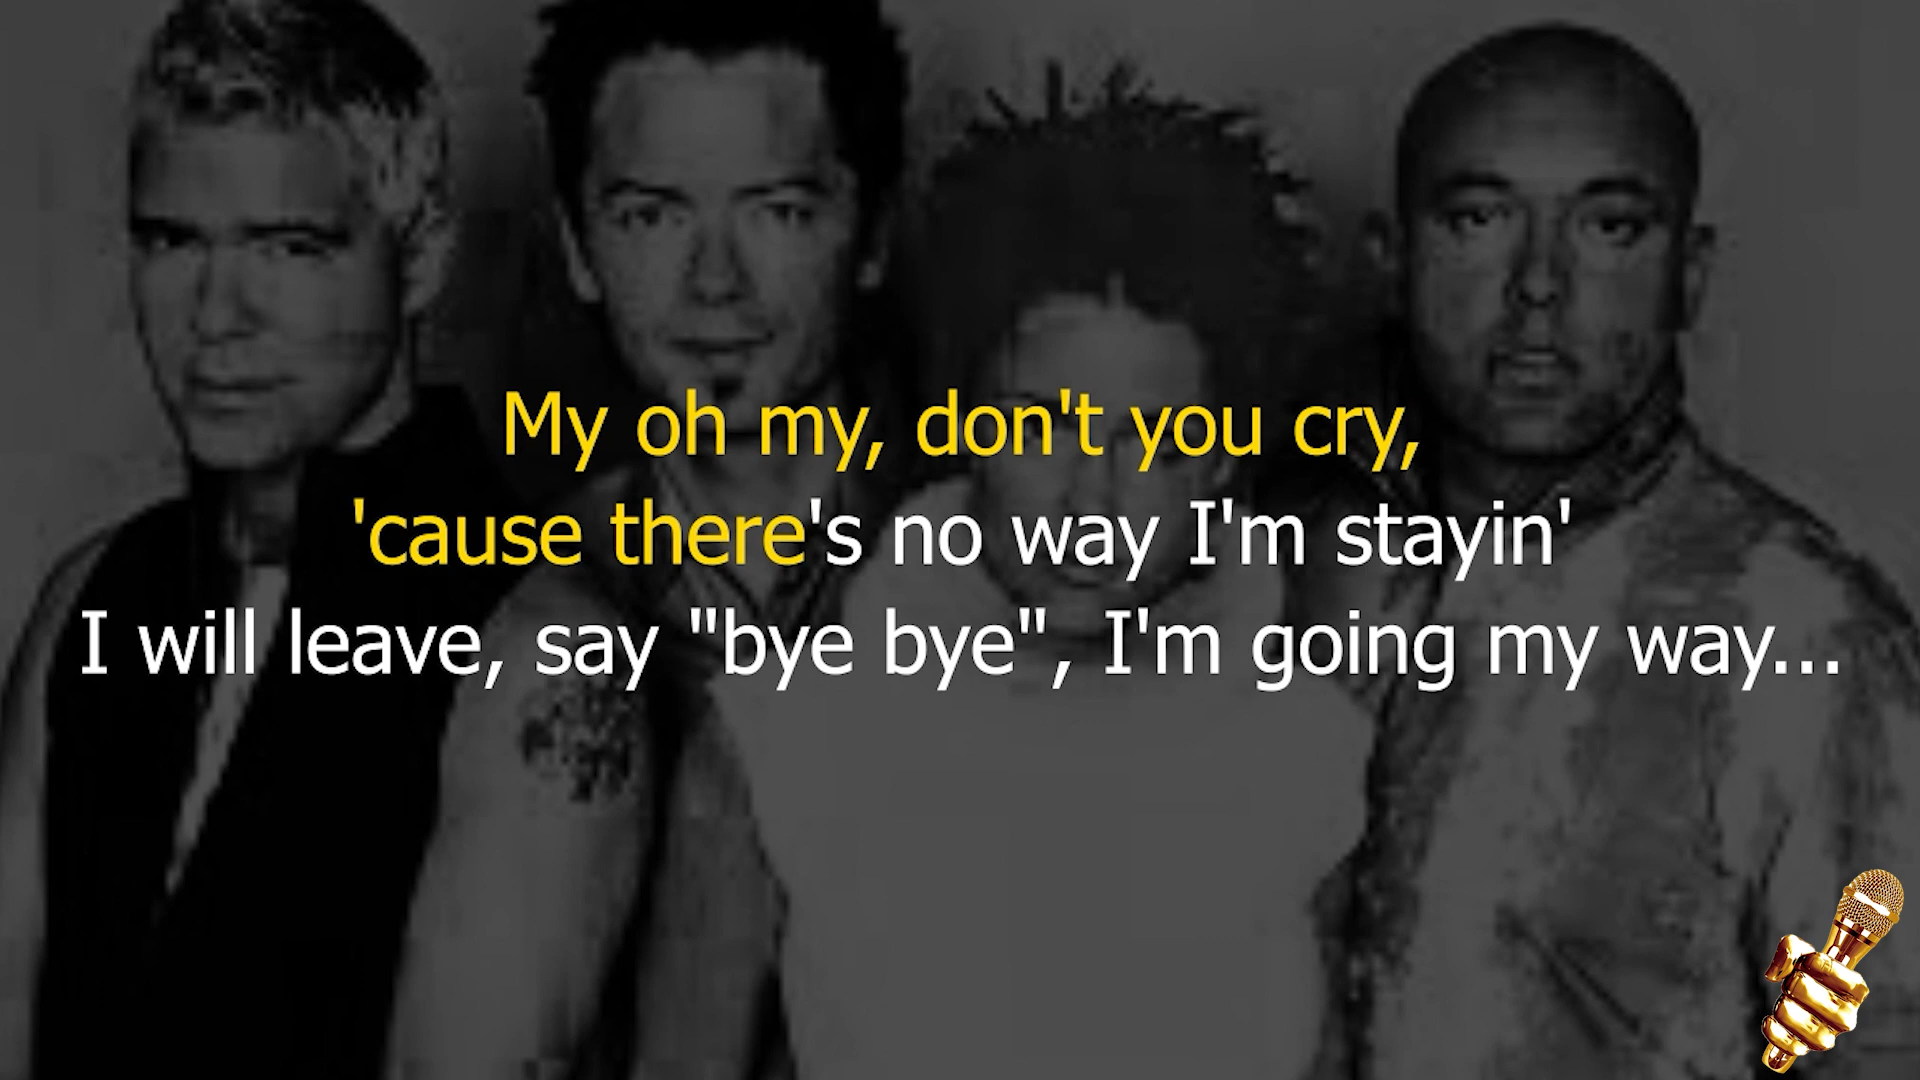 My oh my, don't you cry,
'cause there's no way I'm stayin'
I will leave, say "bye bye", I'm going my way...